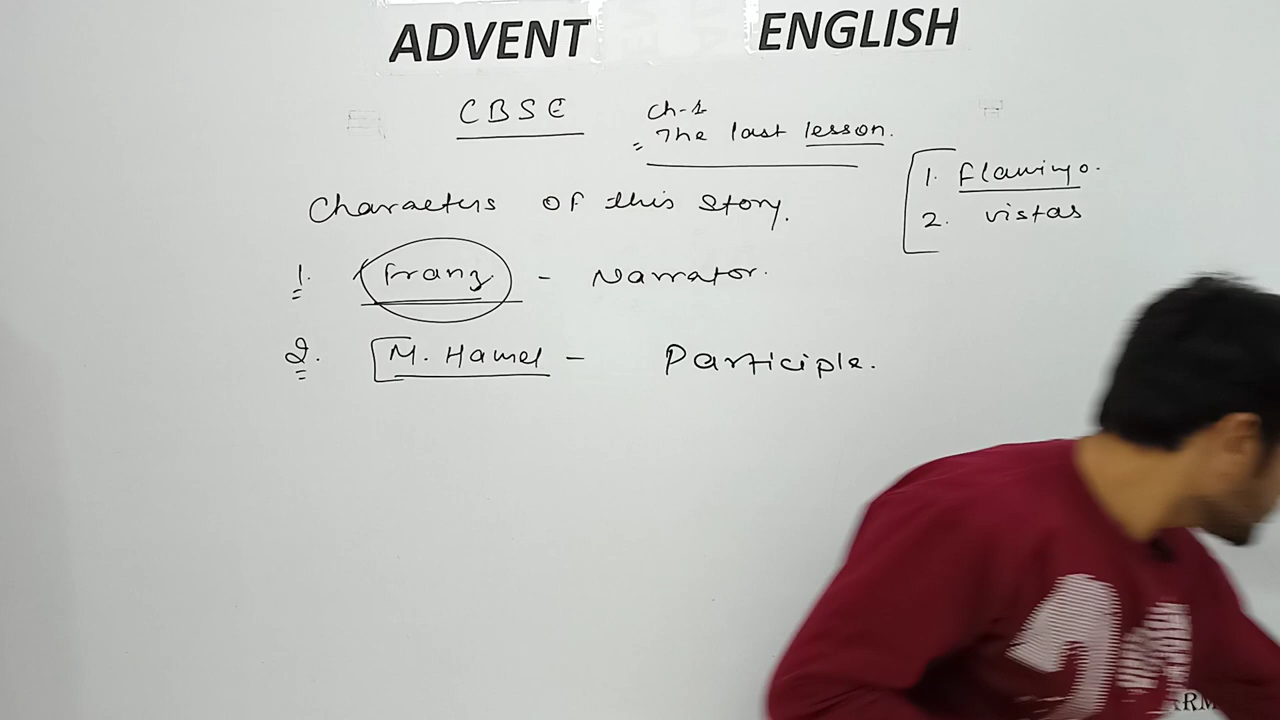 ADVENT ENGLISH
CBSE
Ch-1
The last lesson.
1. Flamingo.
2. vistas
Characters of this story.
1. Franz - Narrator.
2. M. Hamel - Participle.
ARM